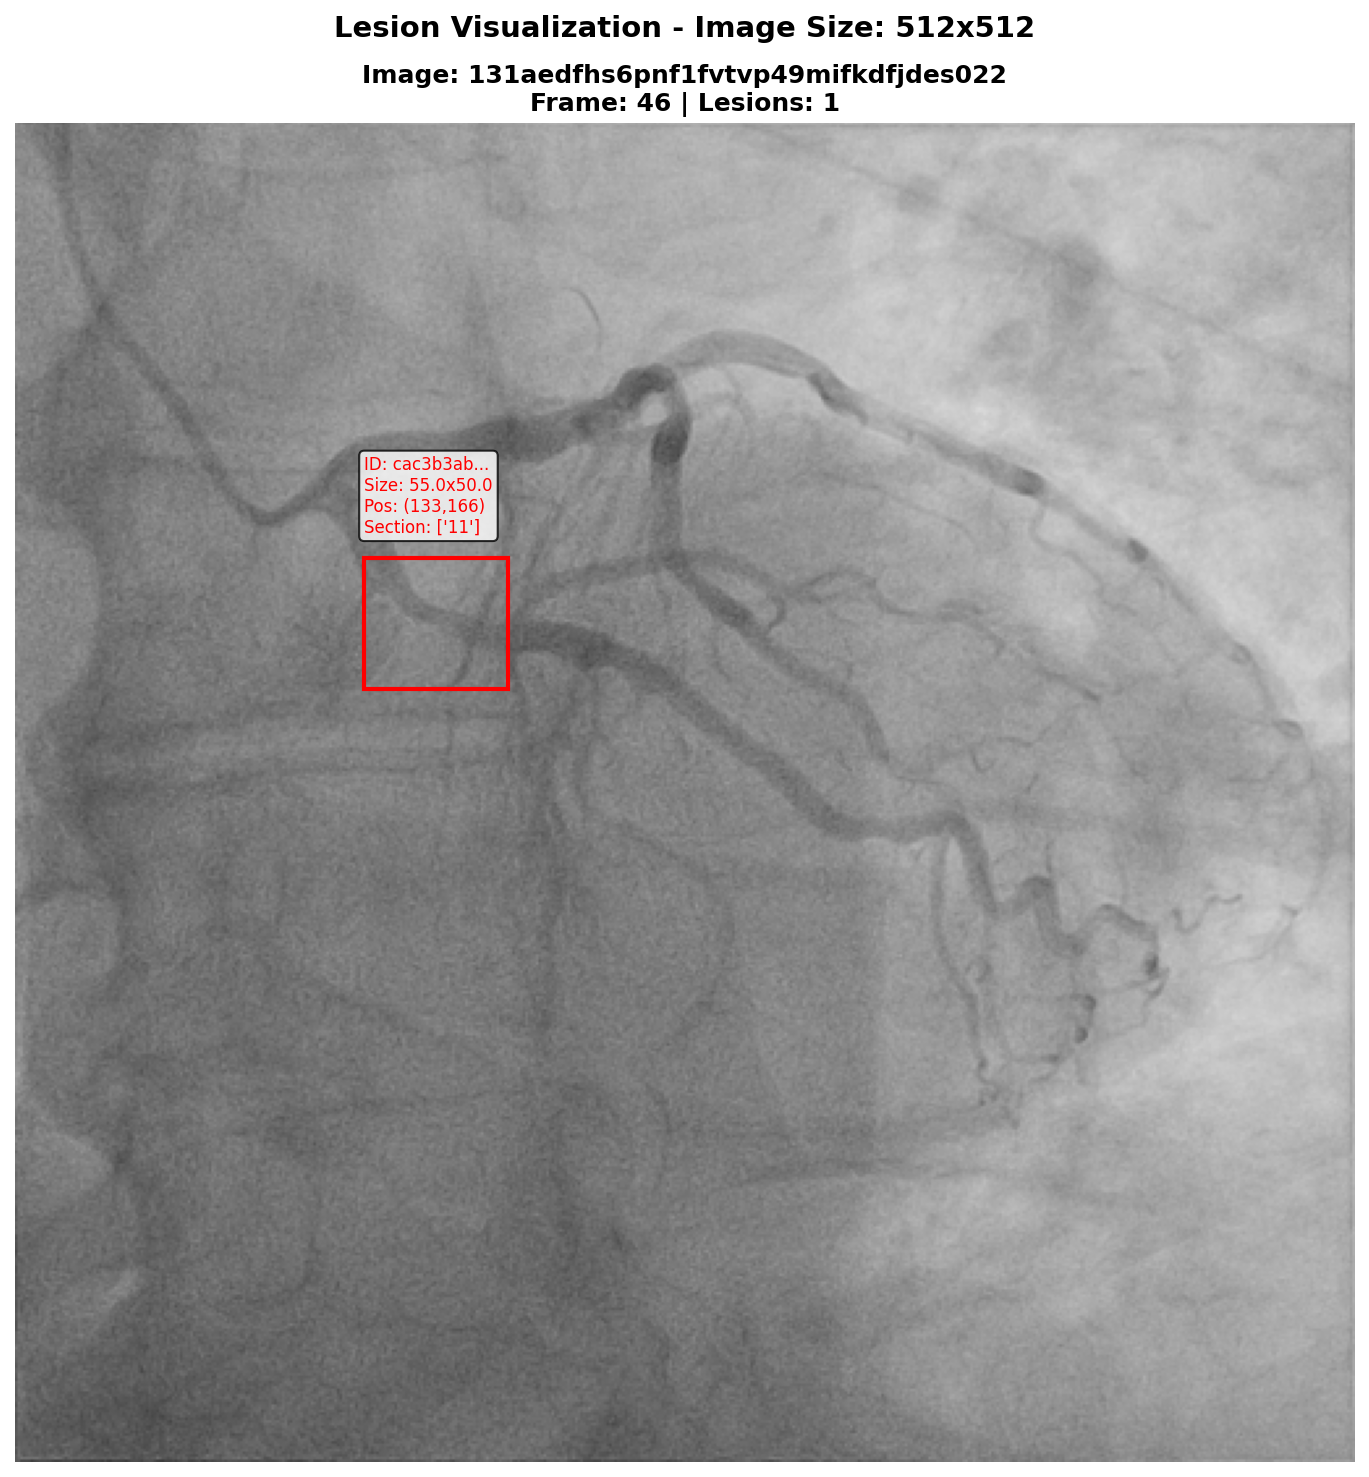 Lesion Visualization - Image Size: 512x512
Image: 131aedfhs6pnf1fvtvp49mifkdfjdes022
Frame: 46 | Lesions: 1
ID: cac3b3ab...
Size: 55.0x50.0
Pos: (133,166)
Section: ['11']